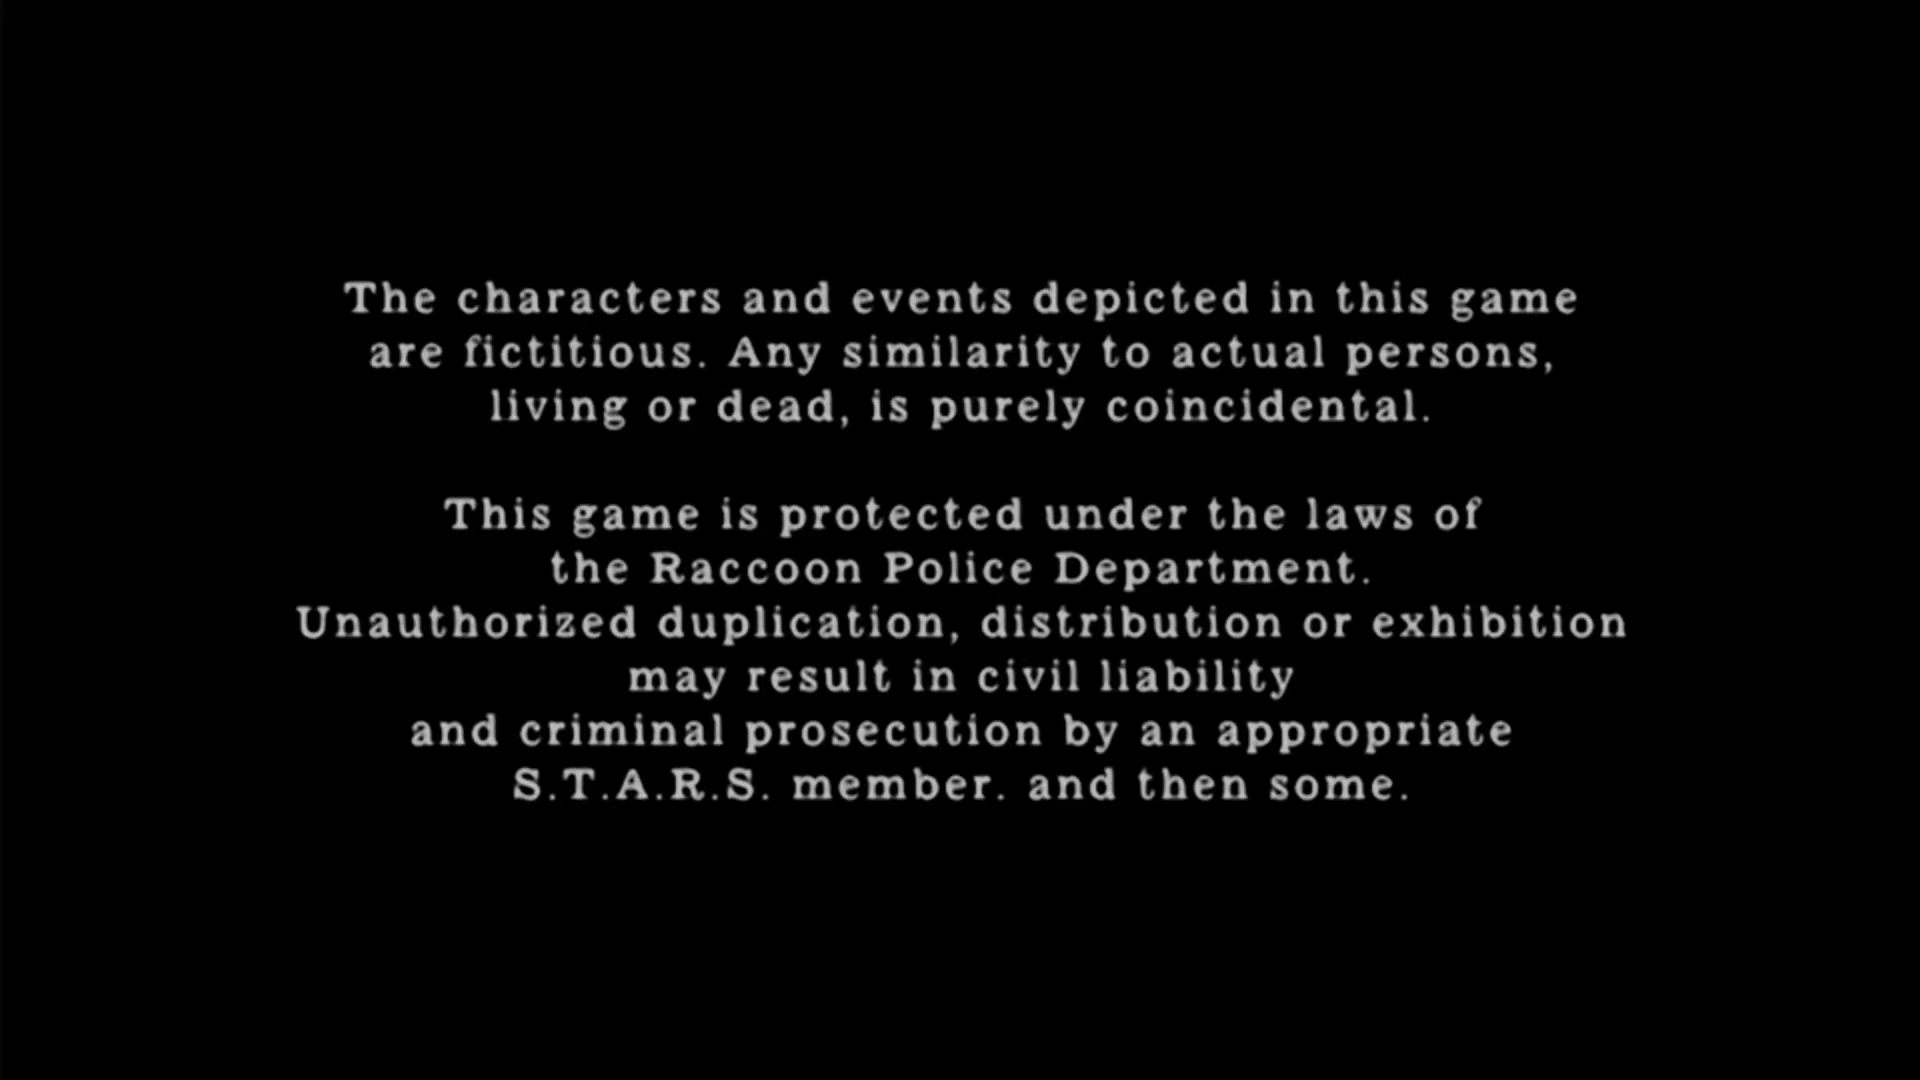 The characters and events depicted in this game
are fictitious. Any similarity to actual persons,
living or dead, is purely coincidental.
This game is protected under the laws of
the Raccoon Police Department.
Unauthorized duplication, distribution or exhibition
may result in civil liability
and criminal prosecution by an appropriate
S.T.A.R.S. member. and then some.